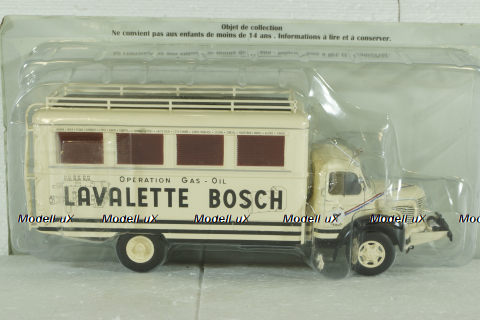 Objet de collection
Ne convient pas aux enfants de moins de 14 ans . Informations à lire et à conserver.
OPERATION GAS - OIL
LAVALETTE BOSCH
Modell uX Modell uX Modell uX Modell uX Modell uX